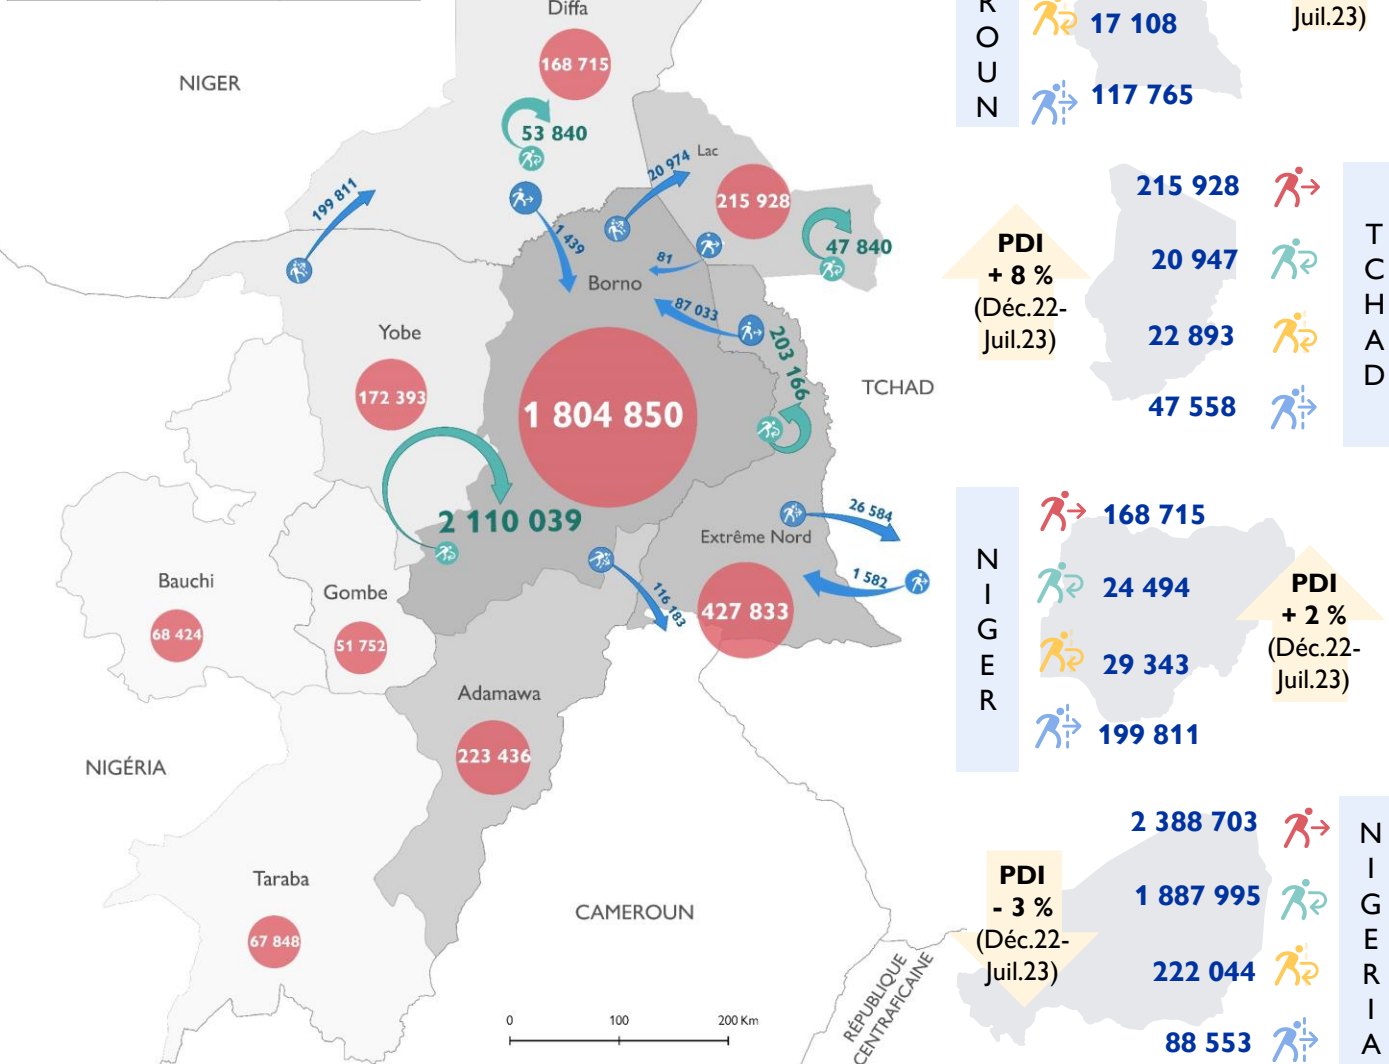 Diffa
168 715
NIGER
53 840
199 811
20 974
Lac
215 928
47 840
1 439
81
Borno
87 033
203 166
Yobe
172 393
1 804 850
TCHAD
2 110 039
26 584
Extrême Nord
1 582
427 833
116 183
Bauchi
68 424
Gombe
51 752
Adamawa
223 436
NIGÉRIA
Taraba
67 848
CAMEROUN
RÉPUBLIQUE
CENTRAFICAINE
0 100 200 Km
R
O
U
N
17 108
117 765
Juil.23)
PDI
+ 8 %
(Déc.22-
Juil.23)
215 928
20 947
22 893
47 558
T
C
H
A
D
N
I
G
E
R
168 715
24 494
29 343
199 811
PDI
+ 2 %
(Déc.22-
Juil.23)
PDI
- 3 %
(Déc.22-
Juil.23)
2 388 703
1 887 995
222 044
88 553
N
I
G
E
R
I
A